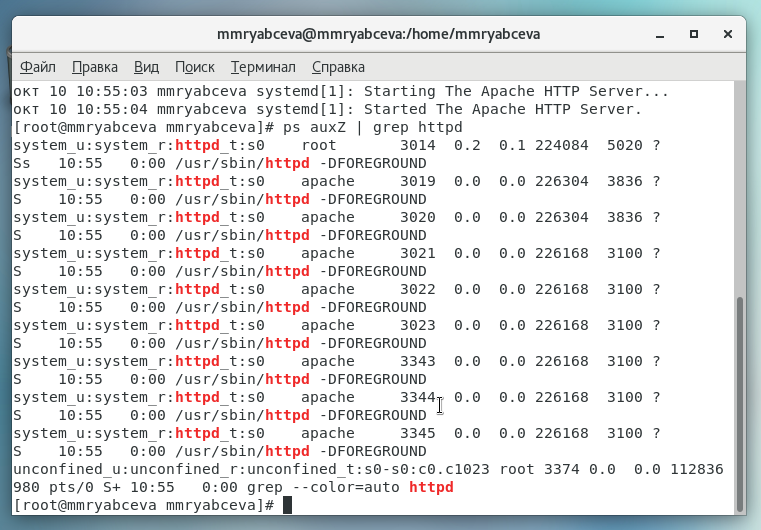 mmryabceva@mmryabceva:/home/mmryabceva
Файл Правка Вид Поиск Терминал Справка
окт 10 10:55:03 mmryabceva systemd[1]: Starting The Apache HTTP Server...
окт 10 10:55:04 mmryabceva systemd[1]: Started The Apache HTTP Server.
[root@mmryabceva mmryabceva]# ps auxZ | grep httpd
system_u:system_r:httpd_t:s0    root       3014  0.2  0.1 224084  5020 ?
Ss   10:55   0:00 /usr/sbin/httpd -DFOREGROUND
system_u:system_r:httpd_t:s0    apache     3019  0.0  0.0 226304  3836 ?
S    10:55   0:00 /usr/sbin/httpd -DFOREGROUND
system_u:system_r:httpd_t:s0    apache     3020  0.0  0.0 226304  3836 ?
S    10:55   0:00 /usr/sbin/httpd -DFOREGROUND
system_u:system_r:httpd_t:s0    apache     3021  0.0  0.0 226168  3100 ?
S    10:55   0:00 /usr/sbin/httpd -DFOREGROUND
system_u:system_r:httpd_t:s0    apache     3022  0.0  0.0 226168  3100 ?
S    10:55   0:00 /usr/sbin/httpd -DFOREGROUND
system_u:system_r:httpd_t:s0    apache     3023  0.0  0.0 226168  3100 ?
S    10:55   0:00 /usr/sbin/httpd -DFOREGROUND
system_u:system_r:httpd_t:s0    apache     3343  0.0  0.0 226168  3100 ?
S    10:55   0:00 /usr/sbin/httpd -DFOREGROUND
system_u:system_r:httpd_t:s0    apache     3344  0.0  0.0 226168  3100 ?
S    10:55   0:00 /usr/sbin/httpd -DFOREGROUND
system_u:system_r:httpd_t:s0    apache     3345  0.0  0.0 226168  3100 ?
S    10:55   0:00 /usr/sbin/httpd -DFOREGROUND
unconfined_u:unconfined_r:unconfined_t:s0-s0:c0.c1023 root 3374 0.0  0.0 112836
980 pts/0 S+ 10:55   0:00 grep --color=auto httpd
[root@mmryabceva mmryabceva]#